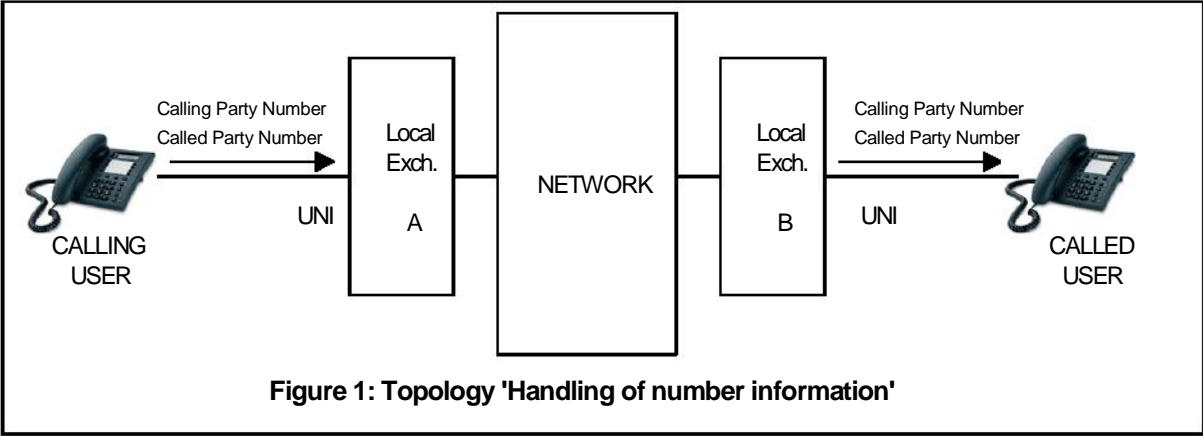 Calling Party Number
Called Party Number
UNI
CALLING
USER
Local
Exch.
A
NETWORK
Local
Exch.
B
Calling Party Number
Called Party Number
UNI
CALLED
USER
Figure 1: Topology 'Handling of number information'